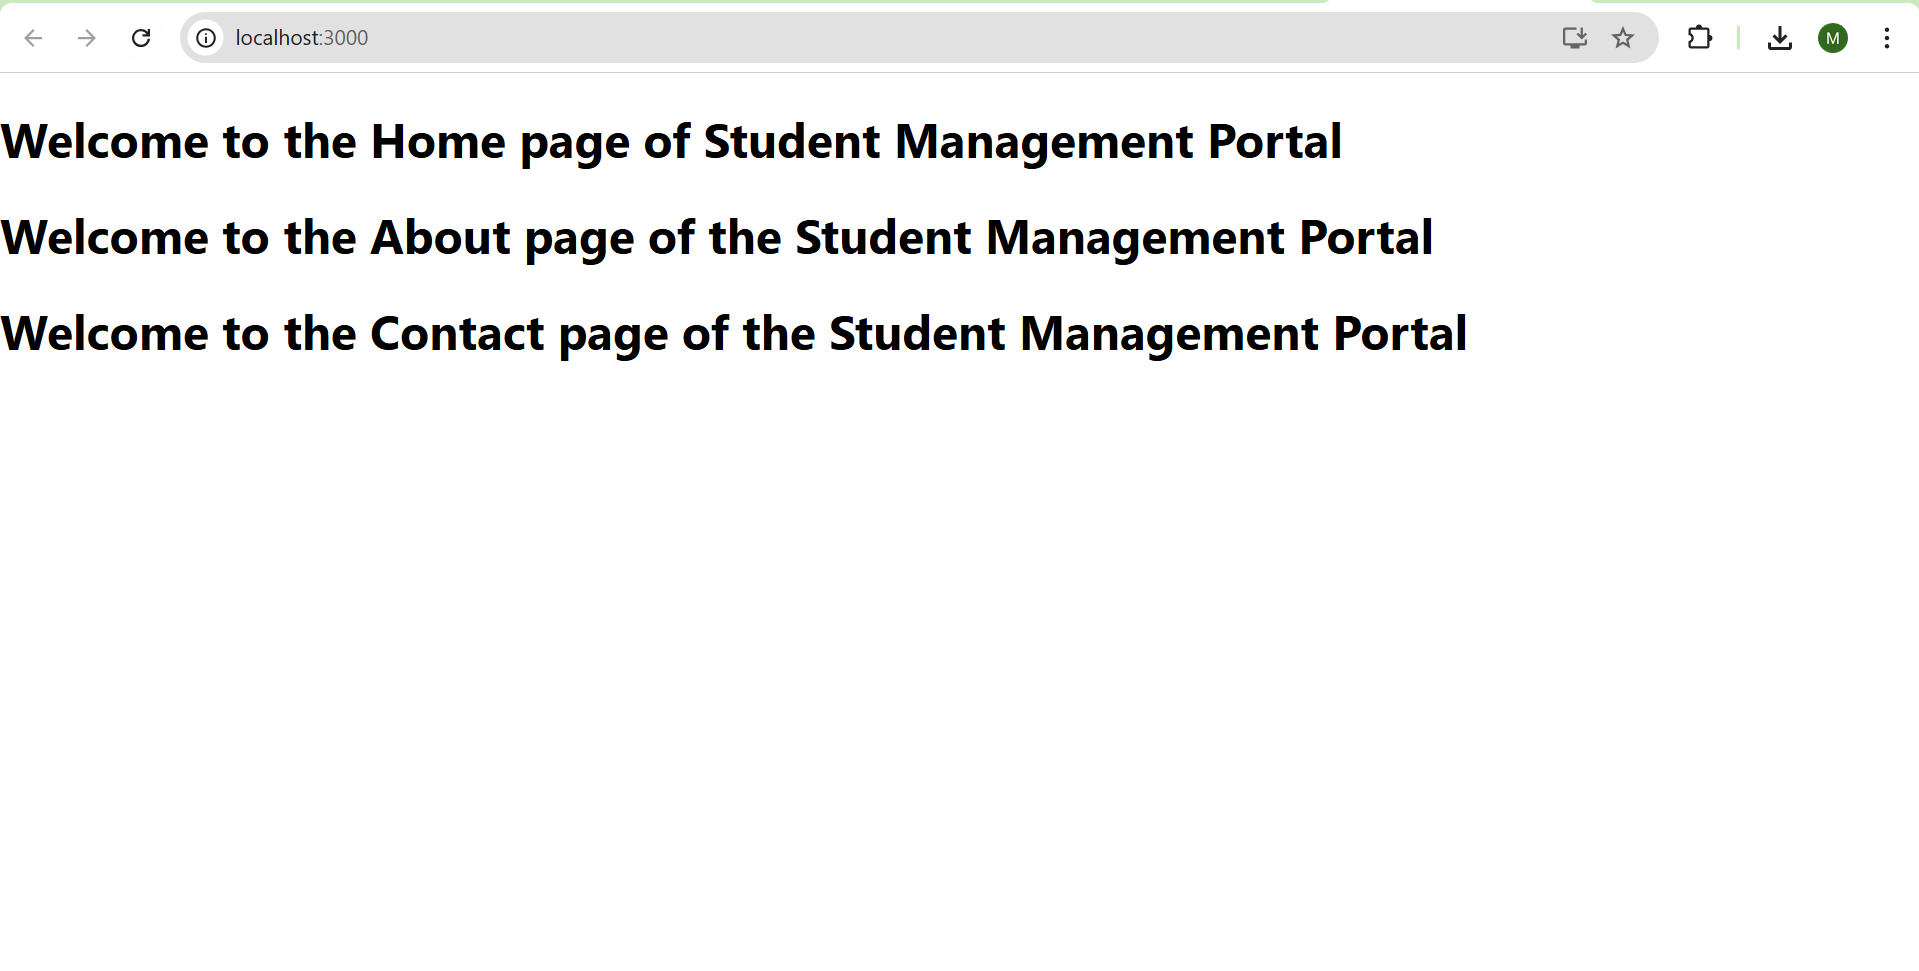 localhost:3000
M
Welcome to the Home page of Student Management Portal
Welcome to the About page of the Student Management Portal
Welcome to the Contact page of the Student Management Portal